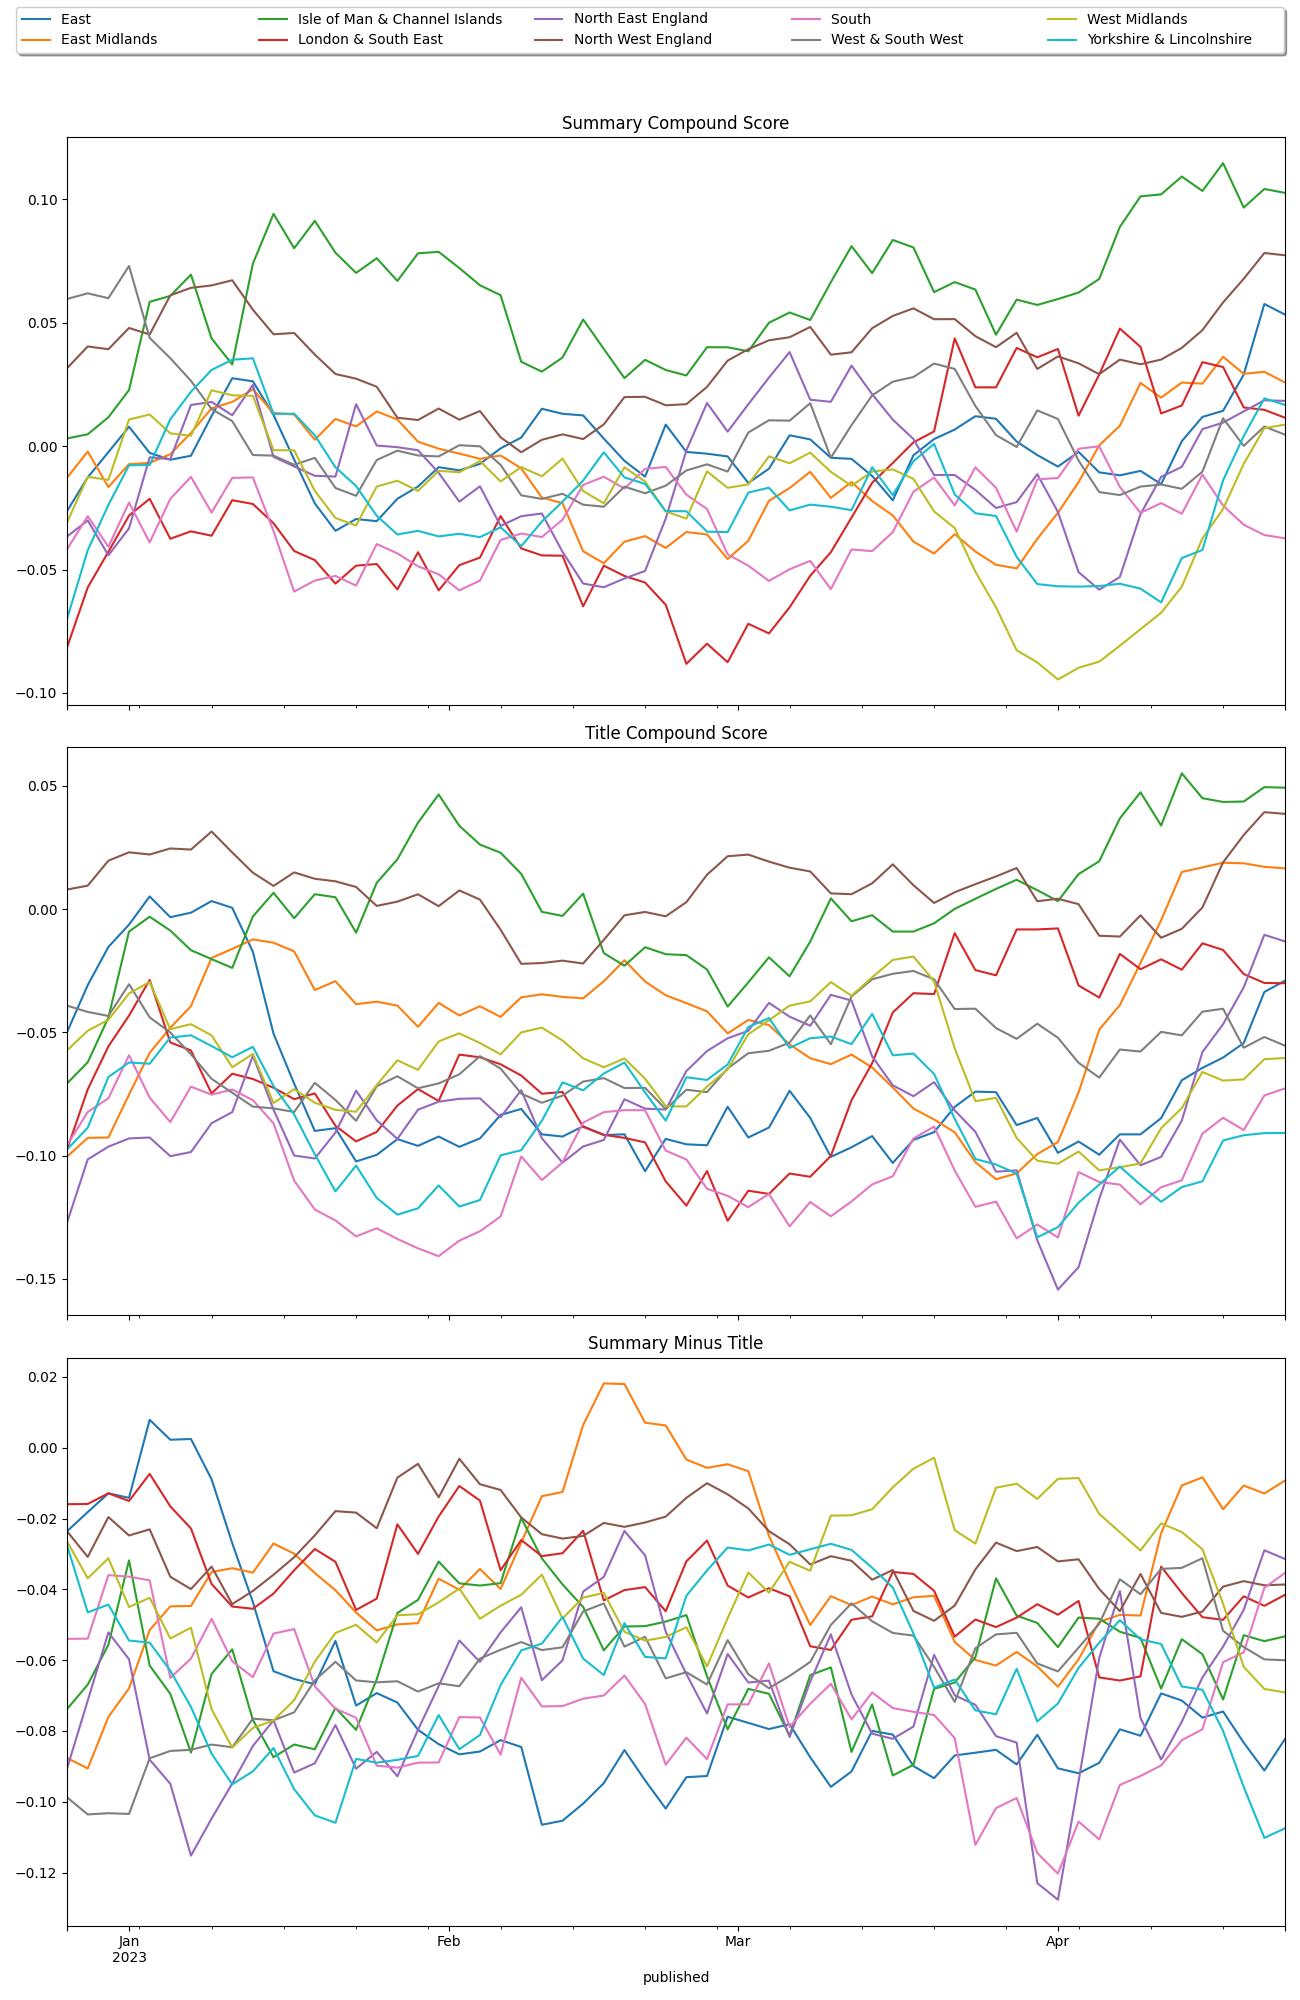 East Isle of Man & Channel Islands North East England South West Midlands
East Midlands London & South East North West England West & South West Yorkshire & Lincolnshire
Summary Compound Score
0.10
0.05
0.00
−0.05
−0.10
Title Compound Score
0.05
0.00
−0.05
−0.10
−0.15
Summary Minus Title
0.02
0.00
−0.02
−0.04
−0.06
−0.08
−0.10
−0.12
Jan Feb Mar Apr
2023
published